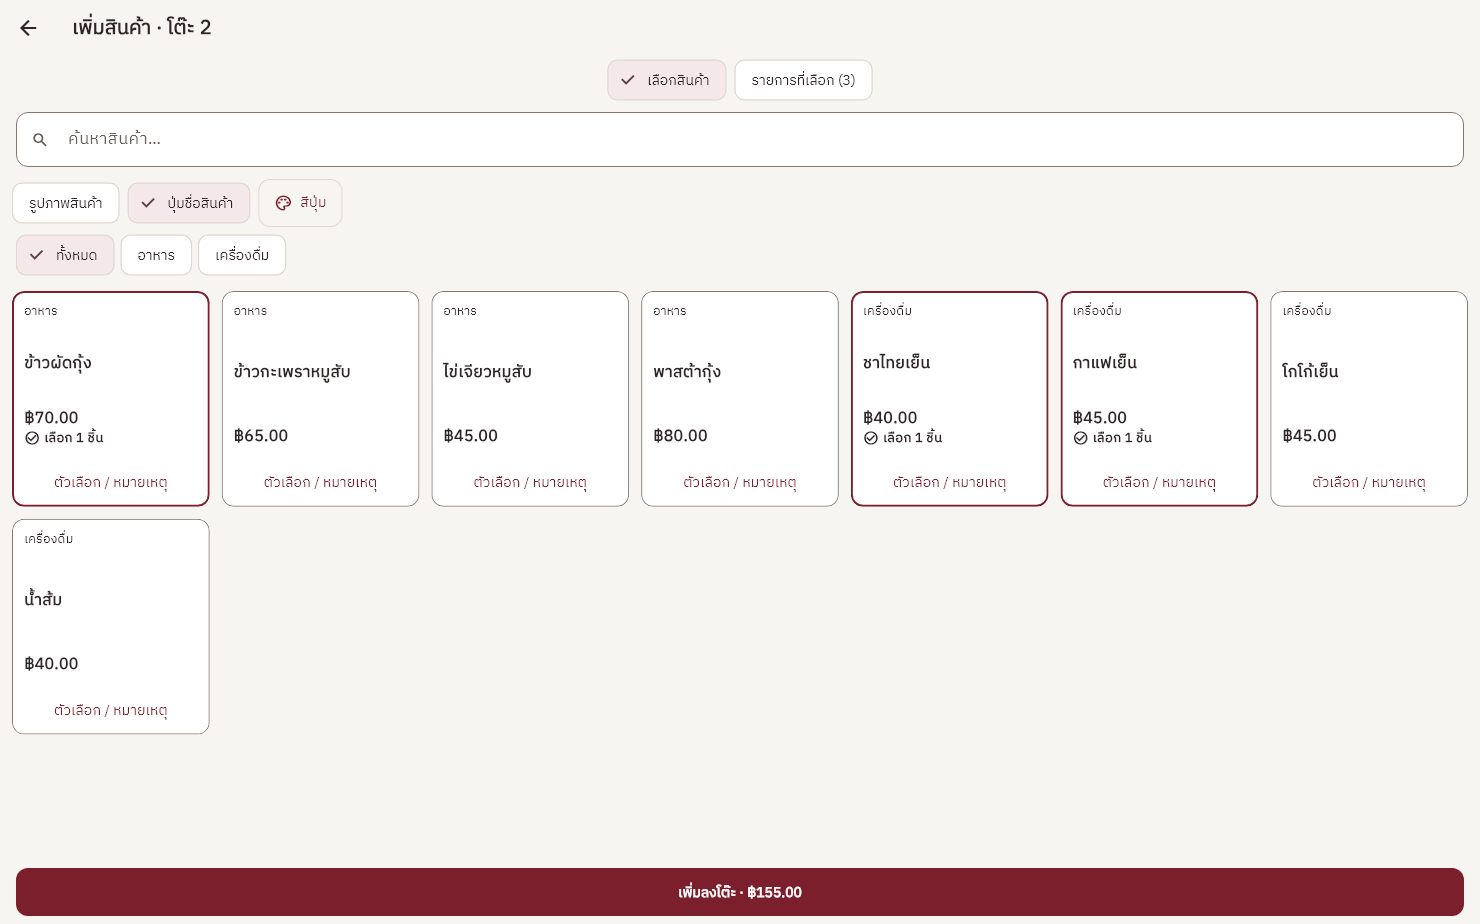 เพิ่มสินค้า · โต๊ะ 2
เลือกสินค้า
รายการที่เลือก (3)
ค้นหาสินค้า...
รูปภาพสินค้า
ปุ่มชื่อสินค้า
สีปุ่ม
ทั้งหมด
อาหาร
เครื่องดื่ม
อาหาร
ข้าวผัดกุ้ง
฿70.00
เลือก 1 ชิ้น
ตัวเลือก / หมายเหตุ
อาหาร
ข้าวกะเพราหมูสับ
฿65.00
ตัวเลือก / หมายเหตุ
อาหาร
ไข่เจียวหมูสับ
฿45.00
ตัวเลือก / หมายเหตุ
อาหาร
พาสต้ากุ้ง
฿80.00
ตัวเลือก / หมายเหตุ
เครื่องดื่ม
ชาไทยเย็น
฿40.00
เลือก 1 ชิ้น
ตัวเลือก / หมายเหตุ
เครื่องดื่ม
กาแฟเย็น
฿45.00
เลือก 1 ชิ้น
ตัวเลือก / หมายเหตุ
เครื่องดื่ม
โกโก้เย็น
฿45.00
ตัวเลือก / หมายเหตุ
เครื่องดื่ม
น้ำส้ม
฿40.00
ตัวเลือก / หมายเหตุ
เพิ่มลงโต๊ะ · ฿155.00